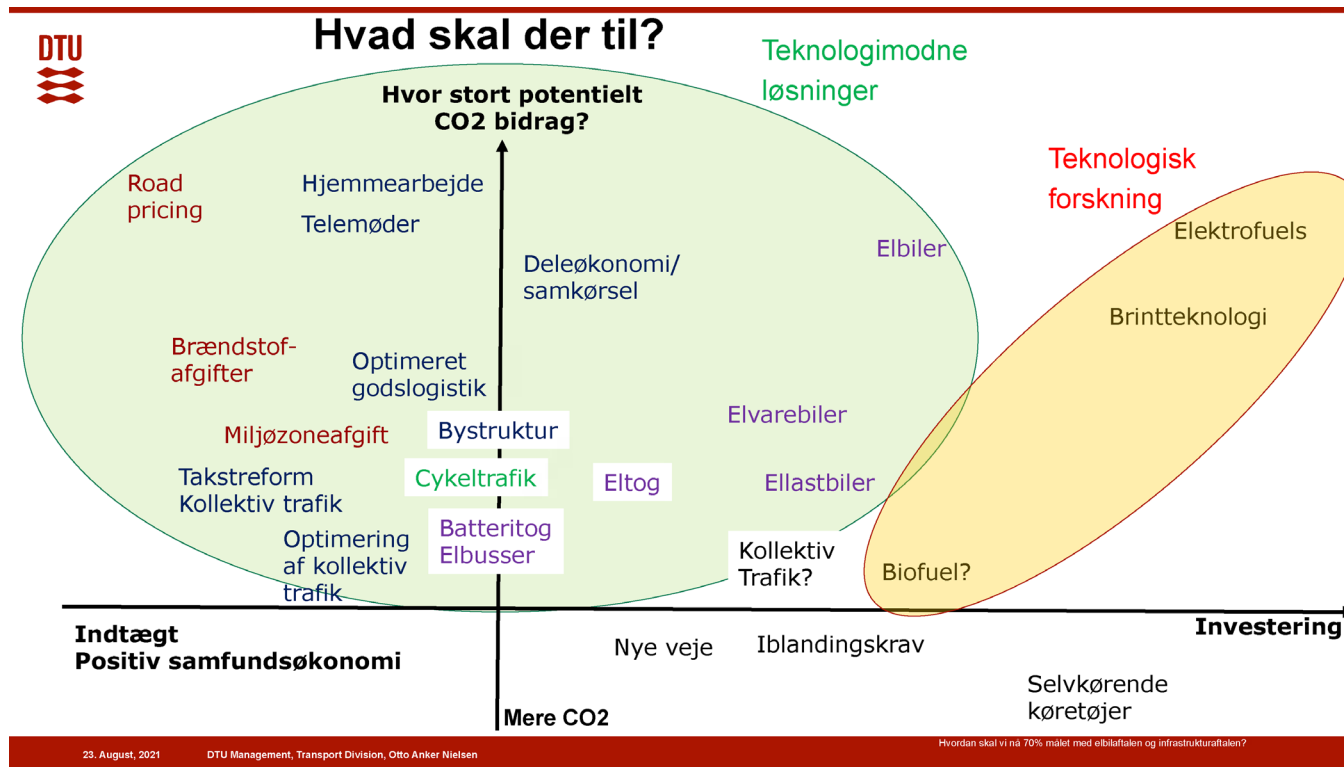 DTU
Hvad skal der til?
Teknologimodne
løsninger
Hvor stort potentielt
CO2 bidrag?
Teknologisk
forskning
Road
pricing
Hjemmearbejde
Telemøder
Elektrofuels
Elbiler
Deleøkonomi/
samkørsel
Brintteknologi
Brændstof-
afgifter
Optimeret
godslogistik
Elvarebiler
Miljøzoneafgift
Bystruktur
Takstreform
Kollektiv trafik
Cykeltrafik
Eltog
Ellastbiler
Optimering
af kollektiv
trafik
Batteritog
Elbusser
Kollektiv
Trafik?
Biofuel?
Indtægt
Positiv samfundsøkonomi
Investering
Nye veje
Iblandingskrav
Selvkørende
køretøjer
Mere CO2
23. August, 2021
DTU Management, Transport Division, Otto Anker Nielsen
Hvordan skal vi nå 70% målet med elbilaftalen og infrastrukturaftalen?